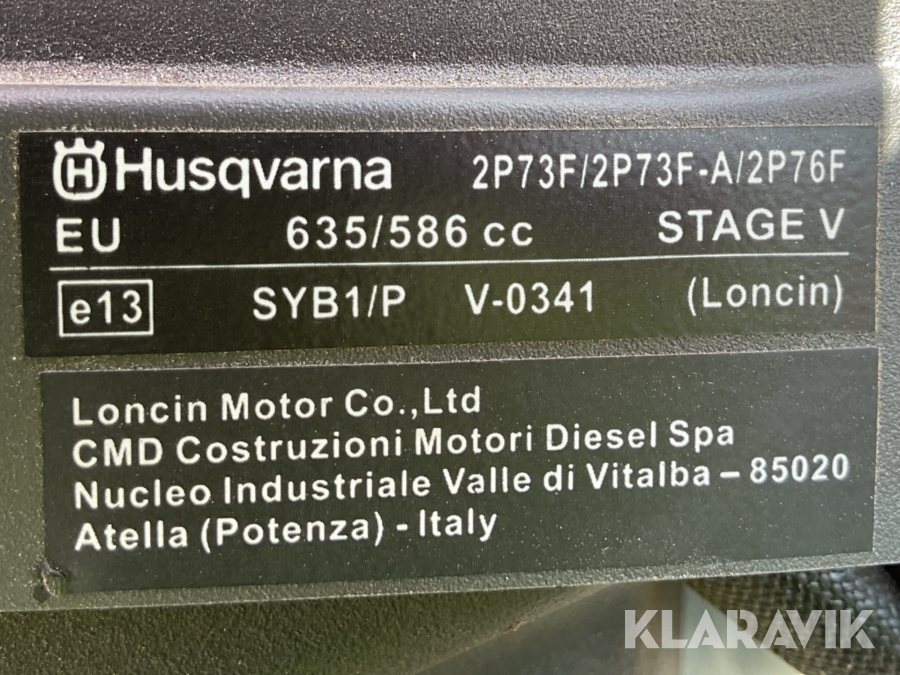 Husqvarna 2P73F/2P73F-A/2P76F
EU 635/586 cc STAGE V
e13 SYB1/P V-0341 (Loncin)
Loncin Motor Co.,Ltd
CMD Costruzioni Motori Diesel Spa
Nucleo Industriale Valle di Vitalba – 85020
Atella (Potenza) - Italy
KLARAVIK